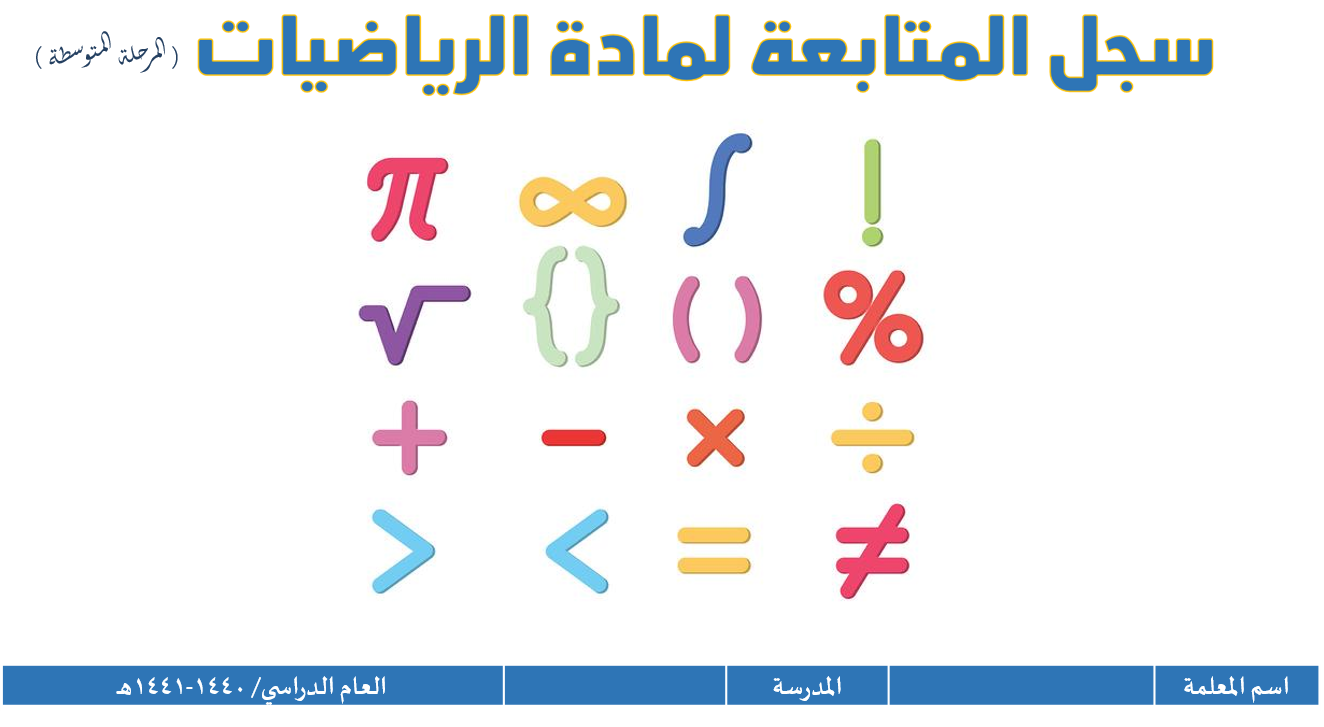 سجل المتابعة لمادة الرياضيات ( المرحلة المتوسطة )
π ∞ ∫ !
√ {} ( ) %
+ − × ÷
> < = ≠
اسم المعلمة المدرسة العام الدراسي/ ١٤٤٠-١٤٤١هـ